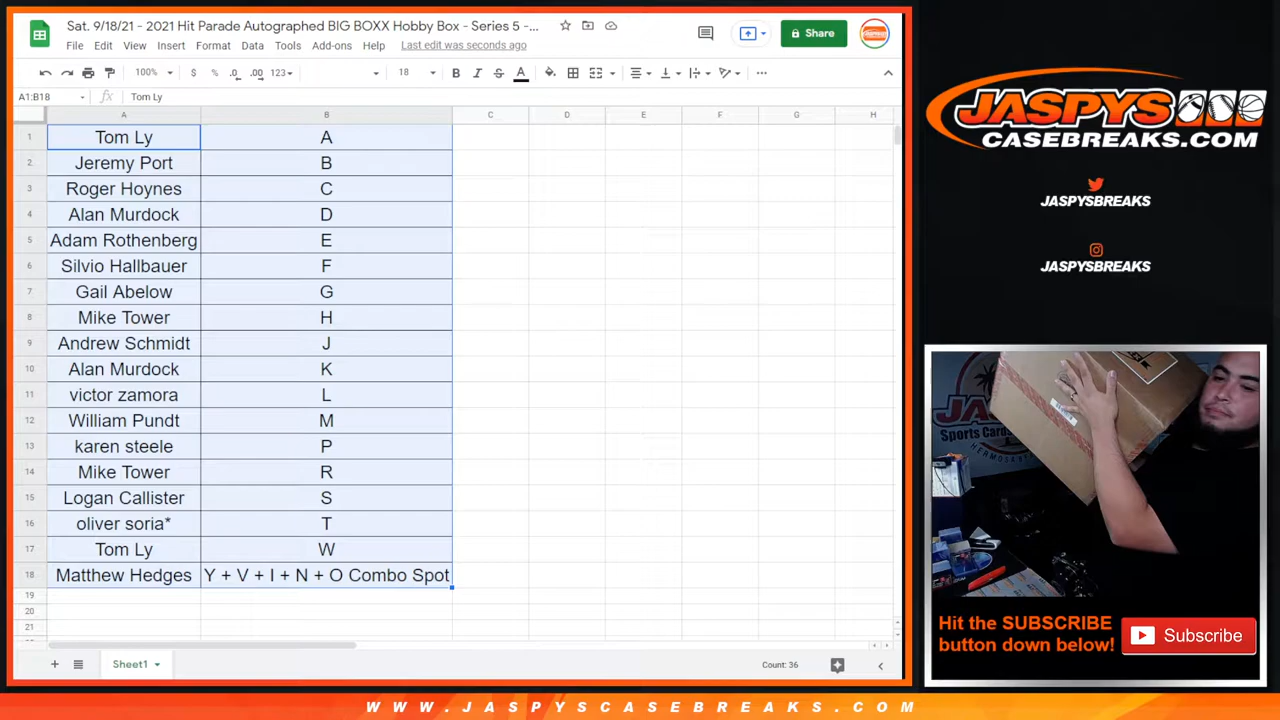 Sat. 9/18/21 - 2021 Hit Parade Autographed BIG BOXX Hobby Box - Series 5 -...
File Edit View Insert Format Data Tools Add-ons Help Last edit was seconds ago
Share
100% $ % .0 .00 123 18 B I S A
A1:B18 fx Tom Ly
A B C D E F G H
1 Tom Ly A
2 Jeremy Port B
3 Roger Hoynes C
4 Alan Murdock D
5 Adam Rothenberg E
6 Silvio Hallbauer F
7 Gail Abelow G
8 Mike Tower H
9 Andrew Schmidt J
10 Alan Murdock K
11 victor zamora L
12 William Pundt M
13 karen steele P
14 Mike Tower R
15 Logan Callister S
16 oliver soria* T
17 Tom Ly W
18 Matthew Hedges Y + V + I + N + O Combo Spot
19
20
21
Sheet1 Count: 36
JASPYS
CASEBREAKS.COM
JASPYSBREAKS
JASPYSBREAKS
Sports Cards
HERMOSA
Hit the SUBSCRIBE
button down below!
Subscribe
WWW.JASPYSCASEBREAKS.COM